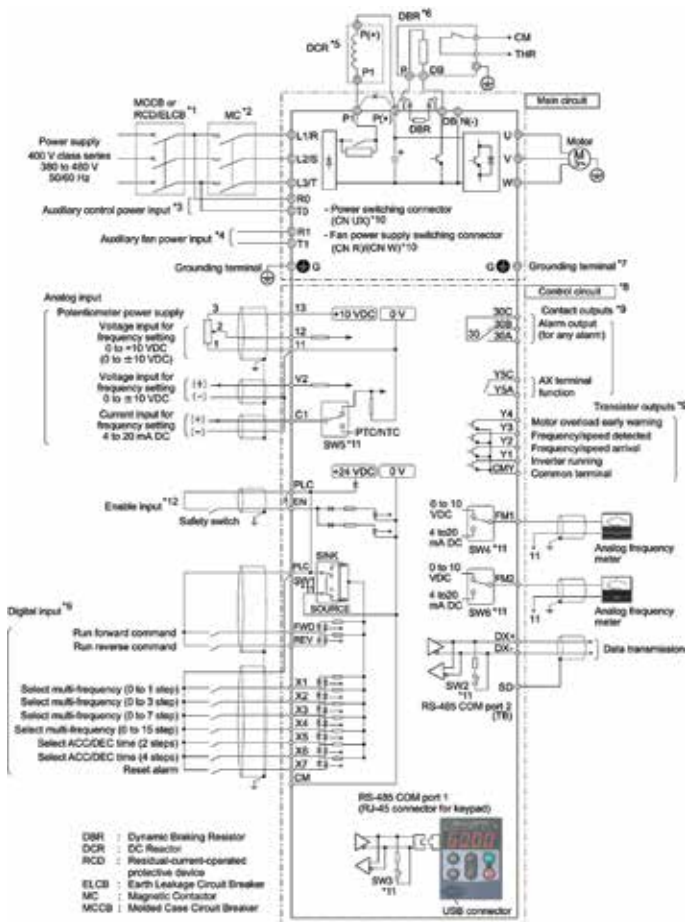 DBR *6
P(+)
DCR *5
CM
THR
P1
P
DB
MCCB or
RCD/ELCB *1
MC *2
Main circuit
P1
P(+)
DBR
DB
N(-)
Power supply
400 V class series
380 to 480 V
50/60 Hz
L1/R
L2/S
L3/T
U
V
W
Motor
M
Auxiliary control power input *3
R0
T0
- Power switching connector
(CN UX) *10
Auxiliary fan power input *4
R1
T1
- Fan power supply switching connector
(CN R)/(CN W) *10
Grounding terminal
G
G
Grounding terminal *7
Control circuit *8
Analog input
Potentiometer power supply
3
13
+10 VDC
0 V
Voltage input for
frequency setting
0 to +10 VDC
(0 to ±10 VDC)
2
12
1
11
Voltage input for
frequency setting
0 to ±10 VDC
(+)
(-)
V2
Current input for
frequency setting
4 to 20 mA DC
(+)
(-)
C1
PTC/NTC
SW5 *11
30C
30B
30A
30
Contact outputs *9
Alarm output
(for any alarm)
Y5C
Y5A
AX terminal
function
Transistor outputs *9
Y4
Motor overload early warning
Y3
Frequency/speed detected
Y2
Frequency/speed arrival
Y1
Inverter running
CMY
Common terminal
+24 VDC
0 V
PLC
EN
Enable input *12
Safety switch
0 to 10
VDC
FM1
4 to20
mA DC
SW4 *11
11
Analog frequency
meter
PLC
SINK
SW1
*11
SOURCE
0 to 10
VDC
FM2
4 to20
mA DC
SW6 *11
11
Analog frequency
meter
Digital input *9
Run forward command
FWD
Run reverse command
REV
DX+
DX-
Data transmission
SW2
*11
SD
RS-485 COM port 2
(TB)
Select multi-frequency (0 to 1 step)
X1
Select multi-frequency (0 to 3 step)
X2
Select multi-frequency (0 to 7 step)
X3
Select multi-frequency (0 to 15 step)
X4
Select ACC/DEC time (2 steps)
X5
Select ACC/DEC time (4 steps)
X6
Reset alarm
X7
CM
RS-485 COM port 1
(RJ-45 connector for keypad)
SW3
*11
60.00
USB connector
DBR : Dynamic Braking Resistor
DCR : DC Reactor
RCD : Residual-current-operated
protective device
ELCB : Earth Leakage Circuit Breaker
MC : Magnetic Contactor
MCCB : Molded Case Circuit Breaker